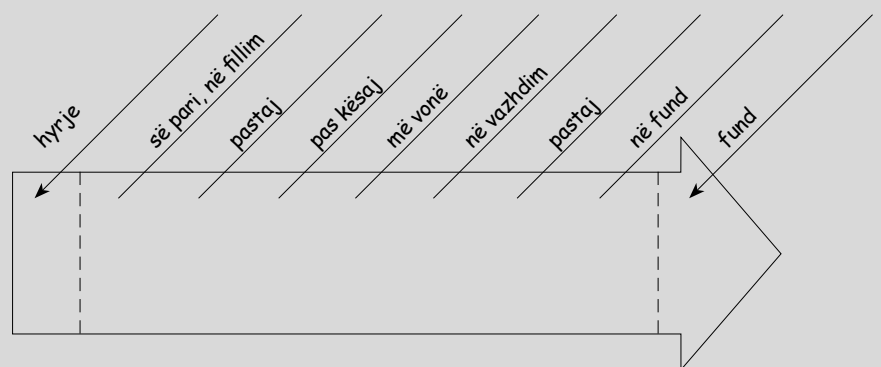 hyrje
së pari, në fillim
pastaj
pas kësaj
më vonë
në vazhdim
pastaj
në fund
fund